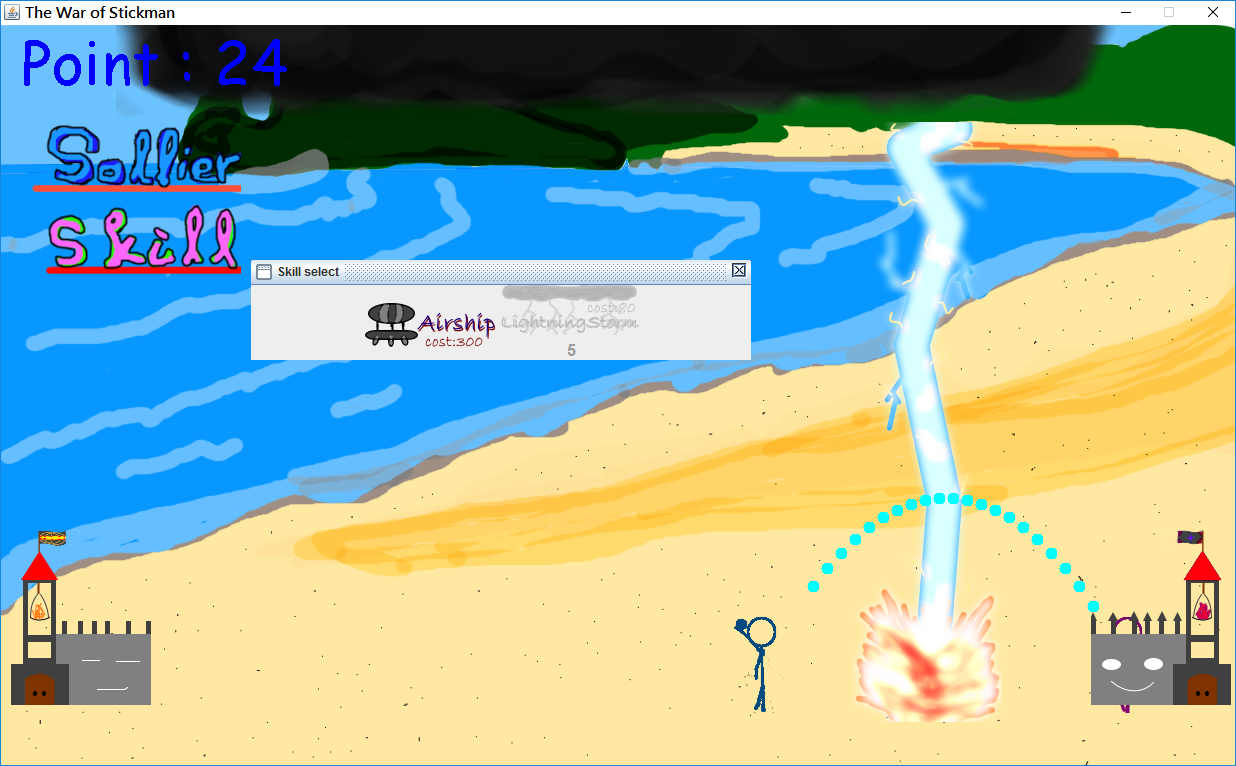 The War of Stickman
Point : 24
Sollier
Skill
Skill select
Airship
cost:300
cost:80
LightningStorm
5